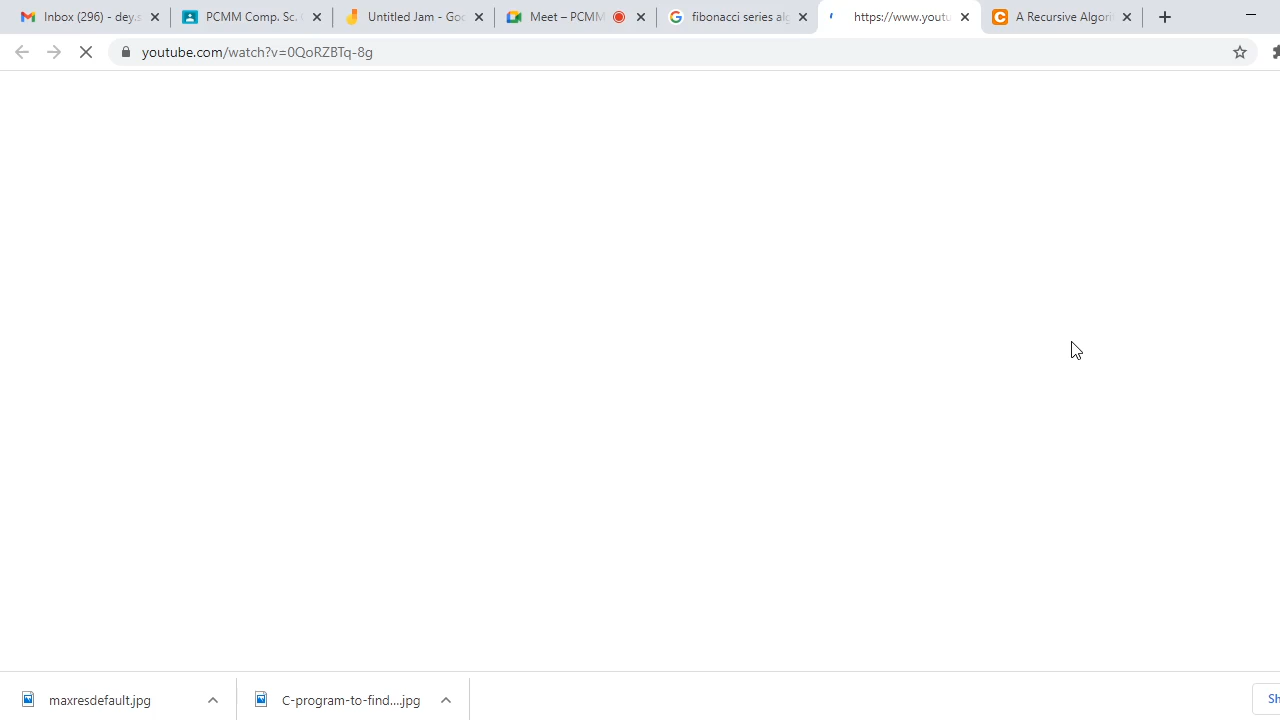 Inbox (296) - dey.s
PCMM Comp. Sc
Untitled Jam - Goo
Meet – PCMM
fibonacci series alg
https://www.youtu
A Recursive Algori
youtube.com/watch?v=0QoRZBTq-8g
maxresdefault.jpg
C-program-to-find....jpg
Sh